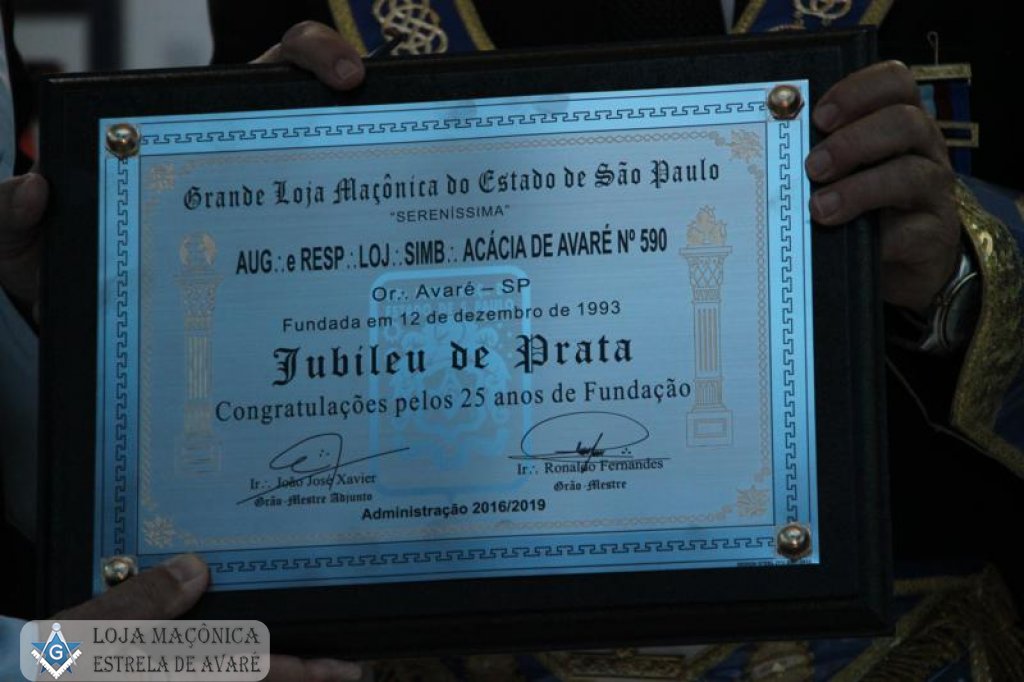 Grande Loja Maçônica do Estado de São Paulo
"SERENÍSSIMA"
AUG∴e RESP∴LOJ∴SIMB∴ ACÁCIA DE AVARÉ Nº 590
Or∴ Avaré – SP
Fundada em 12 de dezembro de 1993
Jubileu de Prata
Congratulações pelos 25 anos de Fundação
Ir∴ João José Xavier
Grão-Mestre Adjunto
Ir∴ Ronaldo Fernandes
Grão-Mestre
Administração 2016/2019
G
LOJA MAÇÔNICA
ESTRELA DE AVARÉ